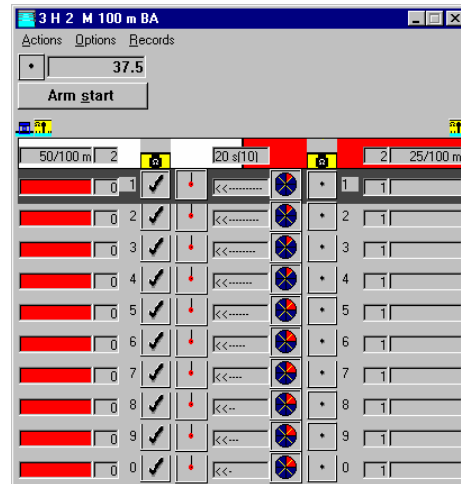 3 H 2 M 100 m BA
Actions Options Records
37.5
Arm start
50/100 m 2 20 s(10) 2 25/100 m
0 1 <<--------- 1 1
0 2 <<--------- 2 1
0 3 <<-------- 3 1
0 4 <<------- 4 1
0 5 <<------ 5 1
0 6 <<----- 6 1
0 7 <<---- 7 1
0 8 <<-- 8 1
0 9 <<--- 9 1
0 0 <<- 0 1